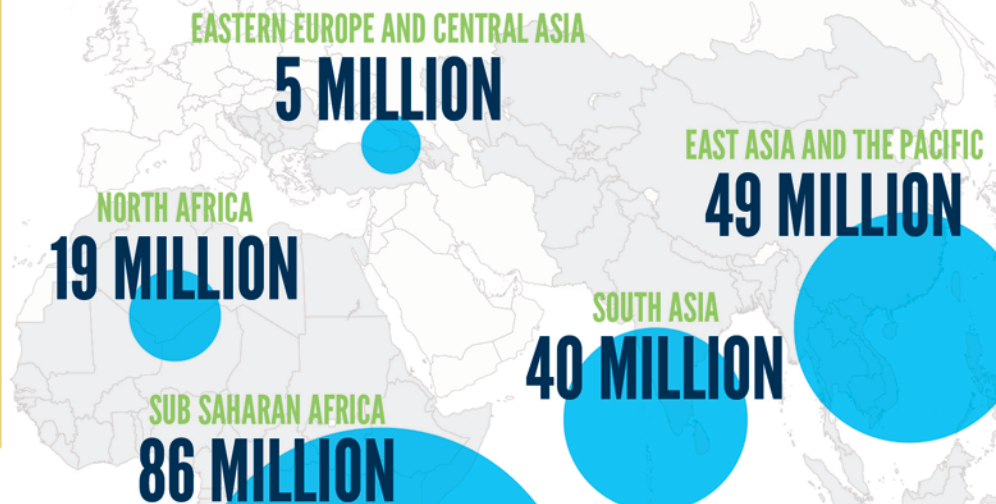 EASTERN EUROPE AND CENTRAL ASIA
5 MILLION
EAST ASIA AND THE PACIFIC
49 MILLION
NORTH AFRICA
19 MILLION
SOUTH ASIA
40 MILLION
SUB SAHARAN AFRICA
86 MILLION